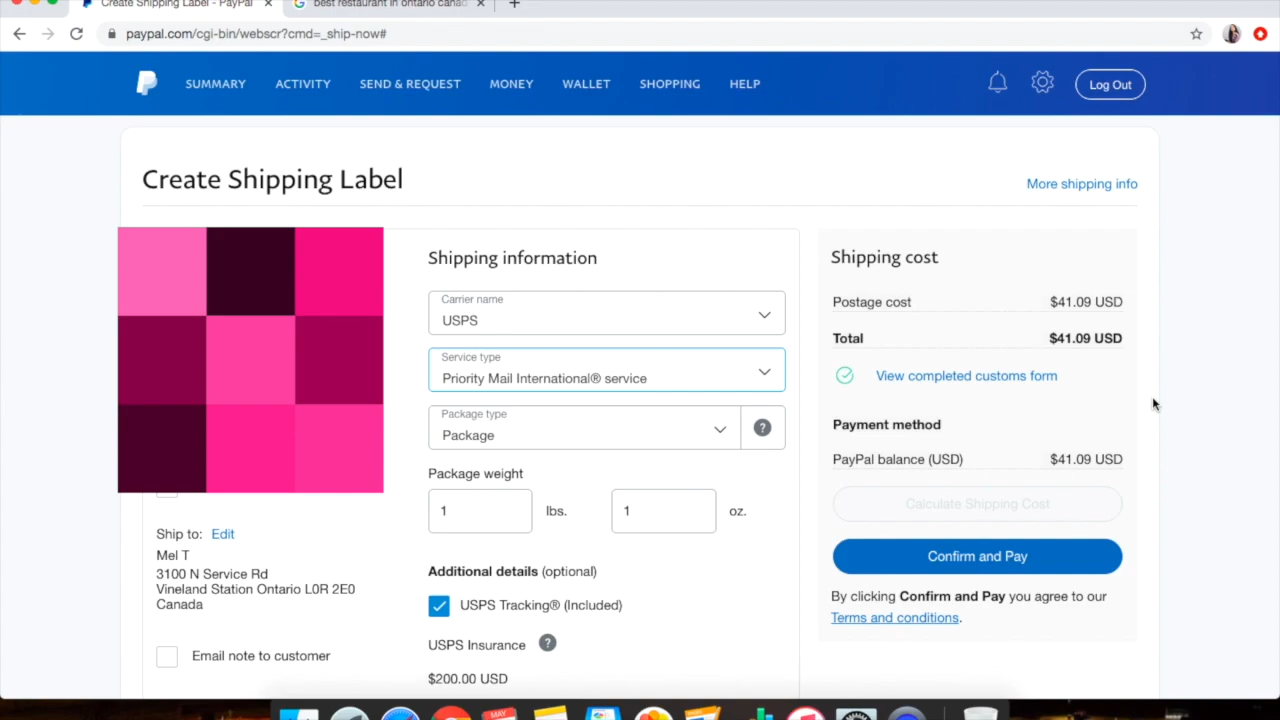 Create Shipping Label - PayPal
best restaurant in ontario canad
paypal.com/cgi-bin/webscr?cmd=_ship-now#
SUMMARY ACTIVITY SEND & REQUEST MONEY WALLET SHOPPING HELP Log Out
Create Shipping Label
More shipping info
Shipping information
Carrier name
USPS
Service type
Priority Mail International® service
Package type
Package
?
Package weight
1 lbs. 1 oz.
Additional details (optional)
USPS Tracking® (Included)
USPS Insurance ?
$200.00 USD
Ship to: Edit
Mel T
3100 N Service Rd
Vineland Station Ontario L0R 2E0
Canada
Email note to customer
Shipping cost
Postage cost $41.09 USD
Total $41.09 USD
View completed customs form
Payment method
PayPal balance (USD) $41.09 USD
Calculate Shipping Cost
Confirm and Pay
By clicking Confirm and Pay you agree to our
Terms and conditions.
MAY